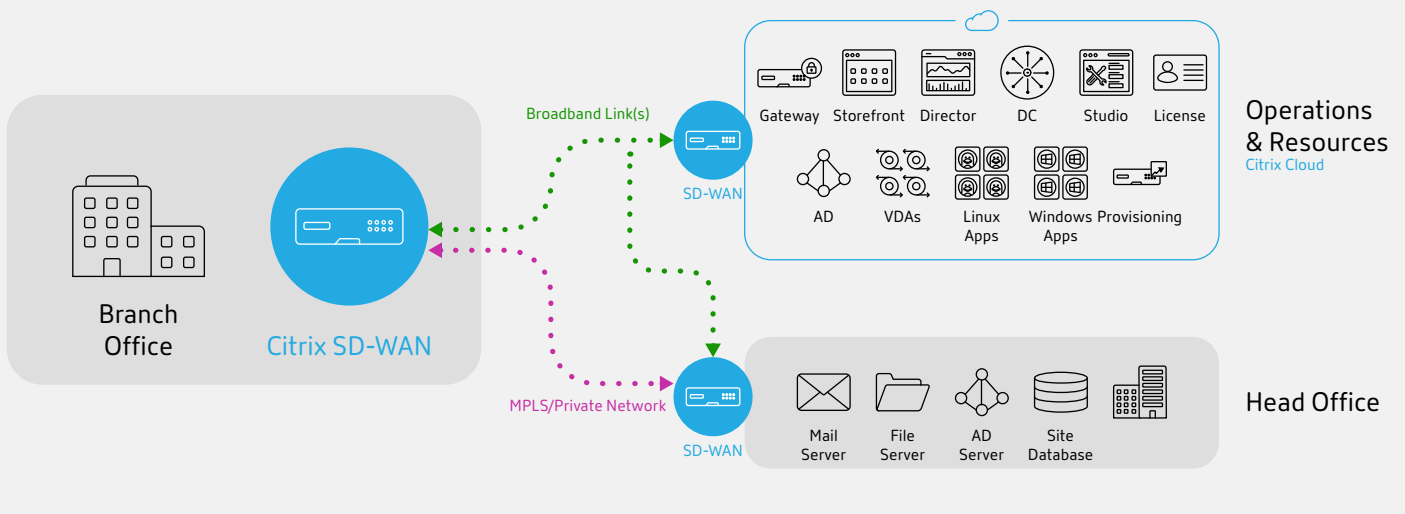 Broadband Link(s)
Gateway
Storefront
Director
DC
Studio
License
Operations
& Resources
Citrix Cloud
SD-WAN
AD
VDAs
Linux
Apps
Windows
Apps
Provisioning
Branch
Office
Citrix SD-WAN
MPLS/Private Network
SD-WAN
Mail
Server
File
Server
AD
Server
Site
Database
Head Office